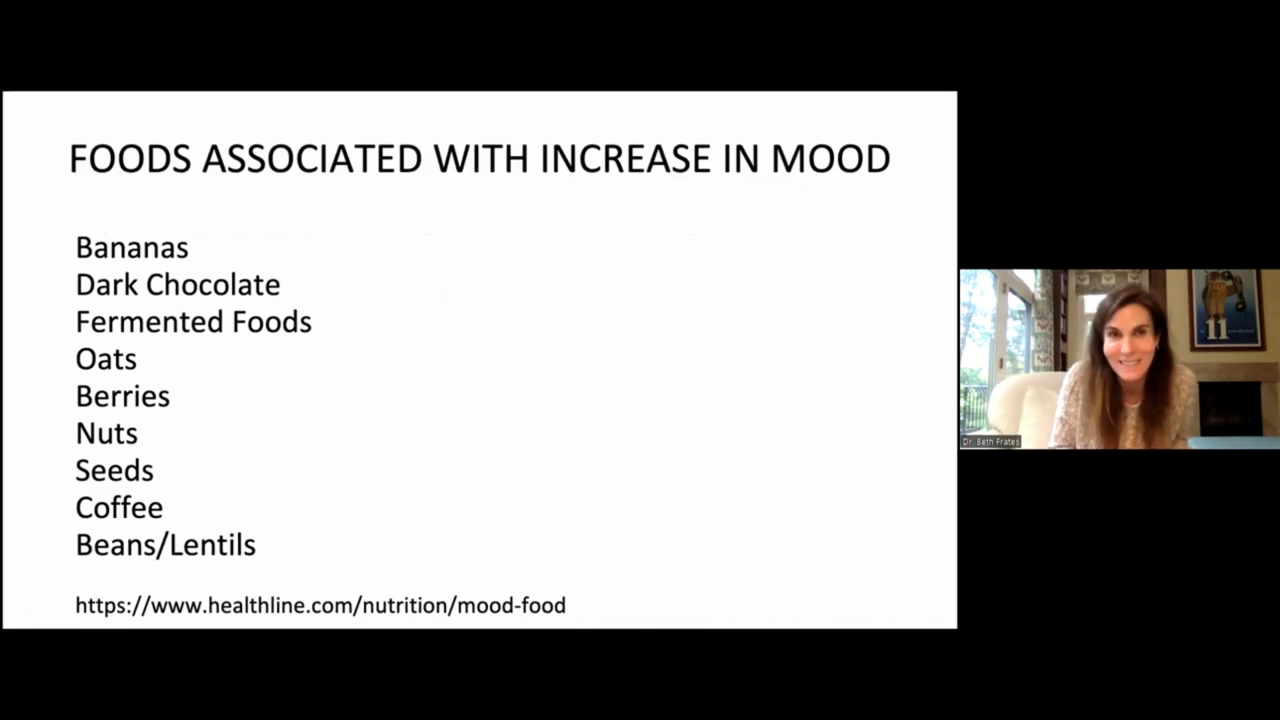 FOODS ASSOCIATED WITH INCREASE IN MOOD
Bananas
Dark Chocolate
Fermented Foods
Oats
Berries
Nuts
Seeds
Coffee
Beans/Lentils
https://www.healthline.com/nutrition/mood-food
11
Dr. Beth Frates